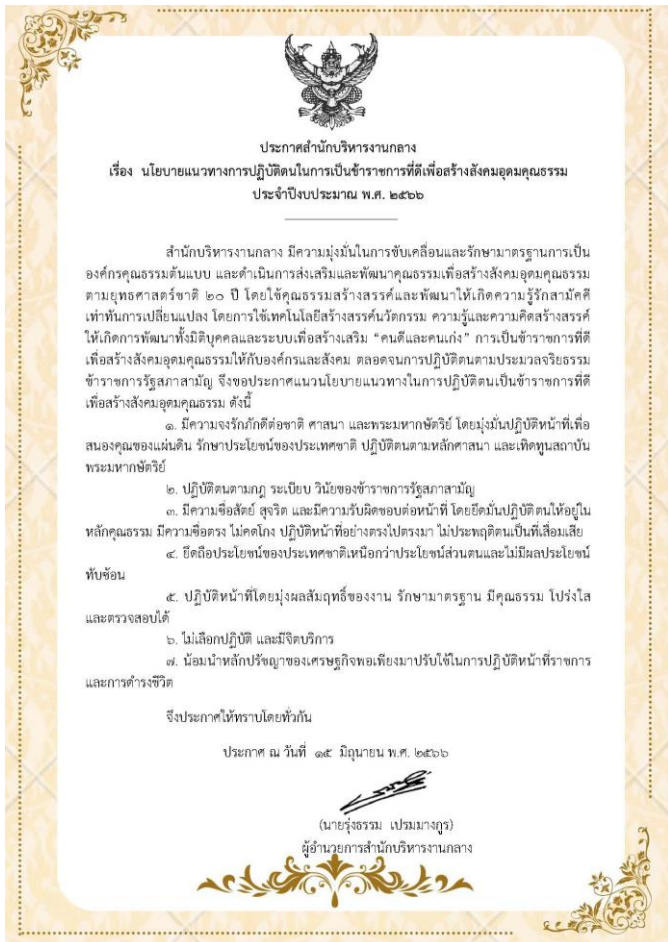 ประกาศสำนักบริหารงานกลาง
เรื่อง นโยบายแนวทางการปฏิบัติตนในการเป็นข้าราชการที่ดีเพื่อสร้างสังคมอุดมคุณธรรม
ประจำปีงบประมาณ พ.ศ. ๒๕๖๖
สำนักบริหารงานกลาง มีความมุ่งมั่นในการขับเคลื่อนและรักษามาตรฐานการเป็น
องค์กรคุณธรรมต้นแบบ และดำเนินการส่งเสริมและพัฒนาคุณธรรมเพื่อสร้างสังคมอุดมคุณธรรม
ตามยุทธศาสตร์ชาติ ๒๐ ปี โดยใช้คุณธรรมสร้างสรรค์และพัฒนาให้เกิดความรู้รักสามัคคี
เท่าทันการเปลี่ยนแปลง โดยการใช้เทคโนโลยีสร้างสรรค์นวัตกรรม ความรู้และความคิดสร้างสรรค์
ให้เกิดการพัฒนาทั้งมิติบุคคลและระบบเพื่อสร้างเสริม "คนดีและคนเก่ง" การเป็นข้าราชการที่ดี
เพื่อสร้างสังคมอุดมคุณธรรมให้กับองค์กรและสังคม ตลอดจนการปฏิบัติตนตามประมวลจริยธรรม
ข้าราชการรัฐสภาสามัญ จึงขอประกาศแนวนโยบายแนวทางในการปฏิบัติตนเป็นข้าราชการที่ดี
เพื่อสร้างสังคมอุดมคุณธรรม ดังนี้
๑. มีความจงรักภักดีต่อชาติ ศาสนา และพระมหากษัตริย์ โดยมุ่งมั่นปฏิบัติหน้าที่เพื่อ
สนองคุณของแผ่นดิน รักษาประโยชน์ของประเทศชาติ ปฏิบัติตนตามหลักศาสนา และเทิดทูนสถาบัน
พระมหากษัตริย์
๒. ปฏิบัติตนตามกฎ ระเบียบ วินัยของข้าราชการรัฐสภาสามัญ
๓. มีความซื่อสัตย์ สุจริต และมีความรับผิดชอบต่อหน้าที่ โดยยึดมั่นปฏิบัติตนให้อยู่ใน
หลักคุณธรรม มีความซื่อตรง ไม่คดโกง ปฏิบัติหน้าที่อย่างตรงไปตรงมา ไม่ประพฤติตนเป็นที่เสื่อมเสีย
๔. ยึดถือประโยชน์ของประเทศชาติเหนือกว่าประโยชน์ส่วนตนและไม่มีผลประโยชน์
ทับซ้อน
๕. ปฏิบัติหน้าที่โดยมุ่งผลสัมฤทธิ์ของงาน รักษามาตรฐาน มีคุณธรรม โปร่งใส
และตรวจสอบได้
๖. ไม่เลือกปฏิบัติ และมีจิตบริการ
๗. น้อมนำหลักปรัชญาของเศรษฐกิจพอเพียงมาปรับใช้ในการปฏิบัติหน้าที่ราชการ
และการดำรงชีวิต
จึงประกาศให้ทราบโดยทั่วกัน
ประกาศ ณ วันที่ ๑๕ มิถุนายน พ.ศ. ๒๕๖๖
(นายรุ่งธรรม เปรมมางกูร)
ผู้อำนวยการสำนักบริหารงานกลาง